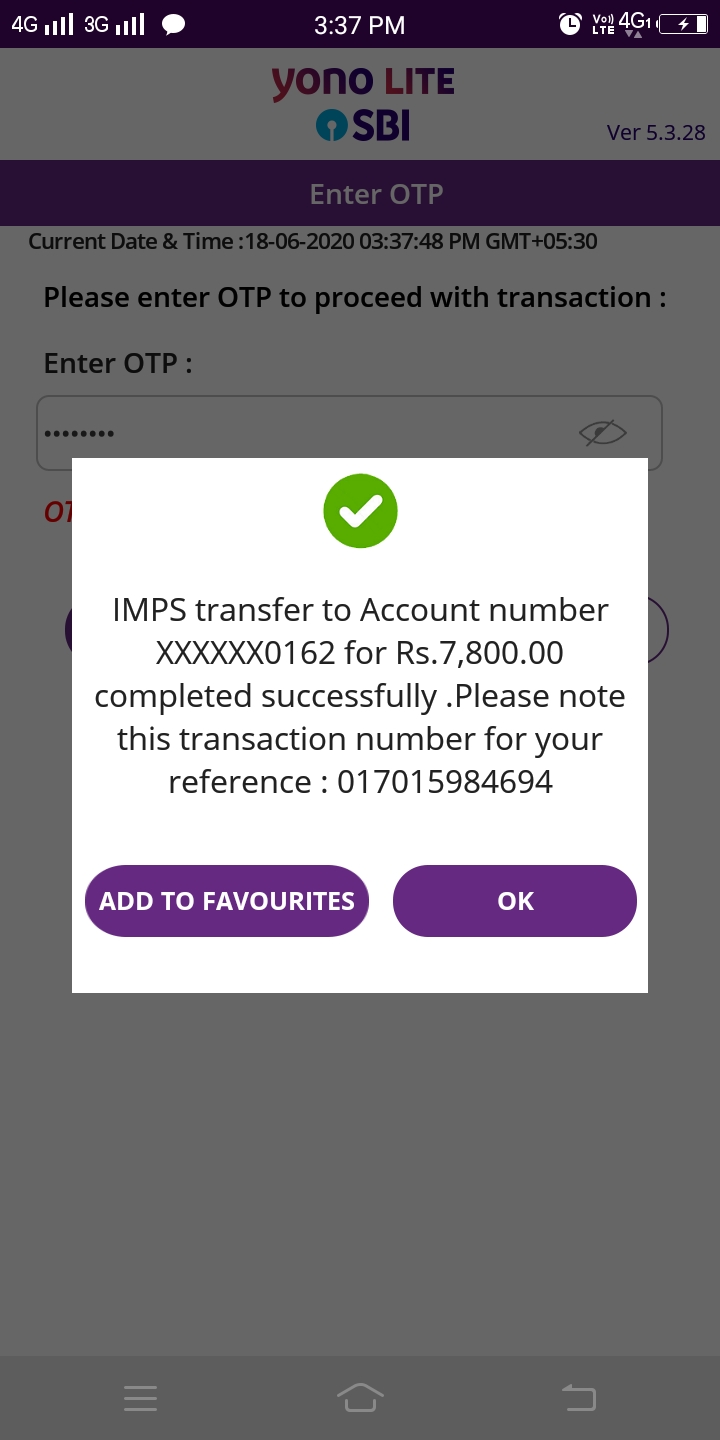 4G 3G 3:37 PM Vo)) LTE 4G1
yono LITE
SBI
Ver 5.3.28
Enter OTP
Current Date & Time :18-06-2020 03:37:48 PM GMT+05:30
Please enter OTP to proceed with transaction :
Enter OTP :
••••••••
OT
IMPS transfer to Account number
XXXXXX0162 for Rs.7,800.00
completed successfully .Please note
this transaction number for your
reference : 017015984694
ADD TO FAVOURITES OK